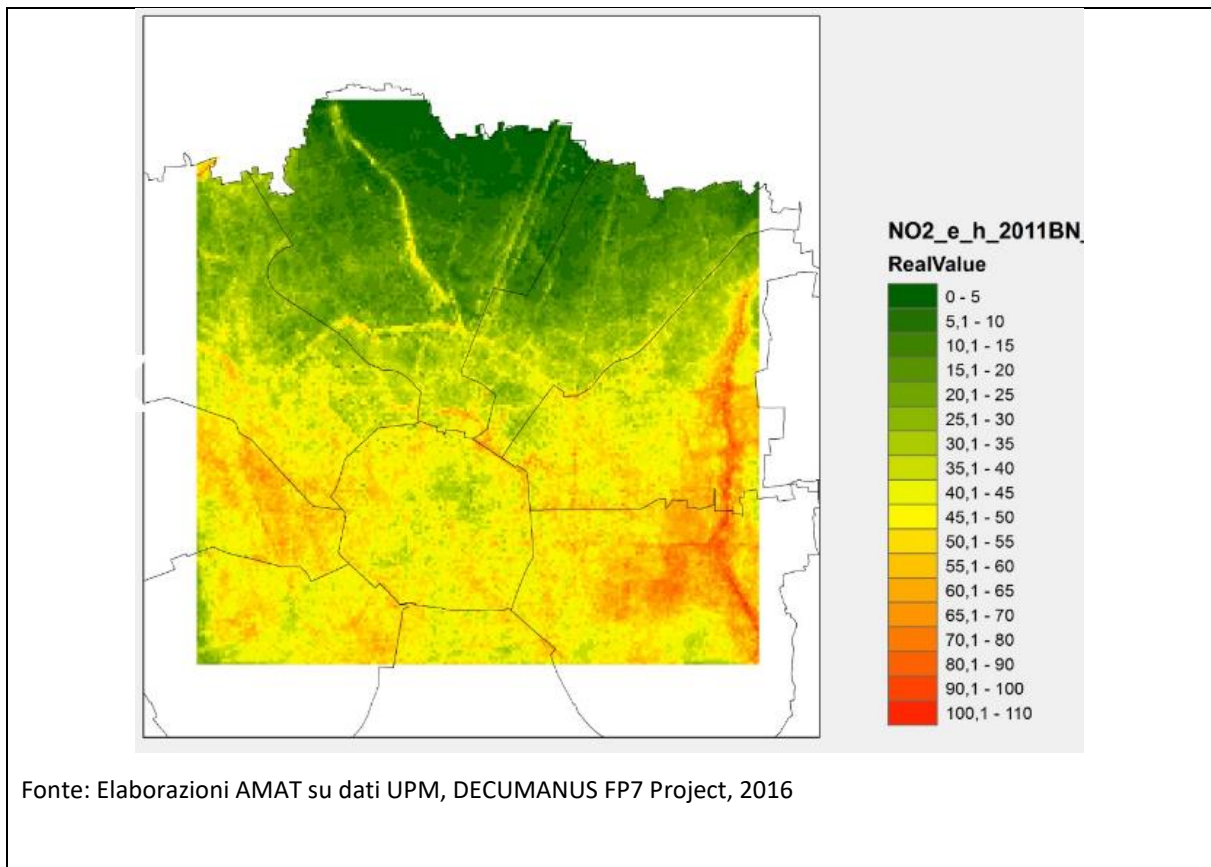 NO2_e_h_2011BN_
RealValue
0 - 5
5,1 - 10
10,1 - 15
15,1 - 20
20,1 - 25
25,1 - 30
30,1 - 35
35,1 - 40
40,1 - 45
45,1 - 50
50,1 - 55
55,1 - 60
60,1 - 65
65,1 - 70
70,1 - 80
80,1 - 90
90,1 - 100
100,1 - 110
Fonte: Elaborazioni AMAT su dati UPM, DECUMANUS FP7 Project, 2016